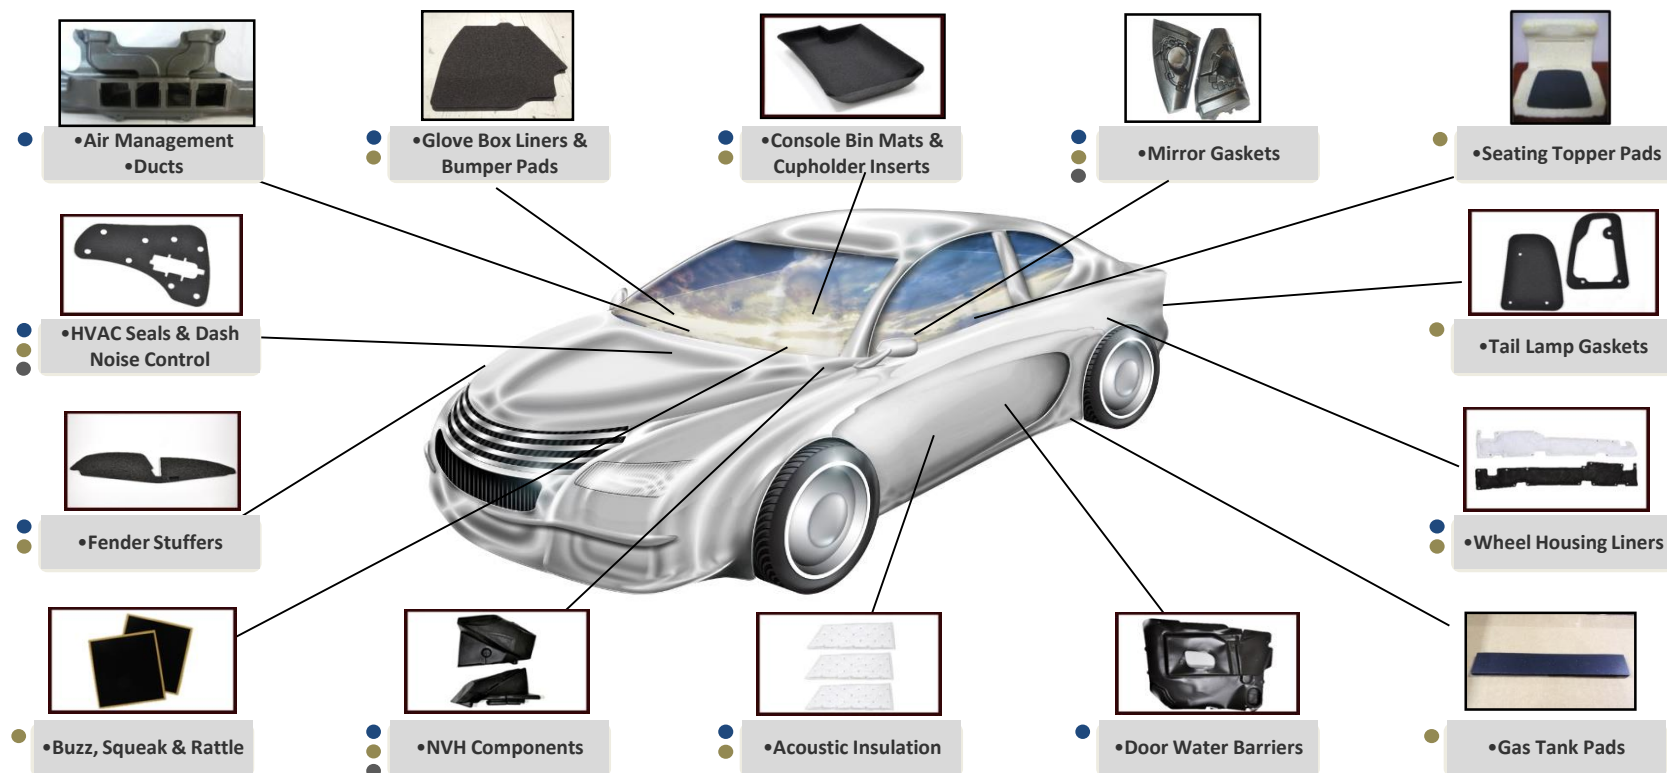 •Air Management
•Ducts
•Glove Box Liners &
Bumper Pads
•Console Bin Mats &
Cupholder Inserts
•Mirror Gaskets
•Seating Topper Pads
•HVAC Seals & Dash
Noise Control
•Tail Lamp Gaskets
•Fender Stuffers
•Wheel Housing Liners
•Buzz, Squeak & Rattle
•NVH Components
•Acoustic Insulation
•Door Water Barriers
•Gas Tank Pads